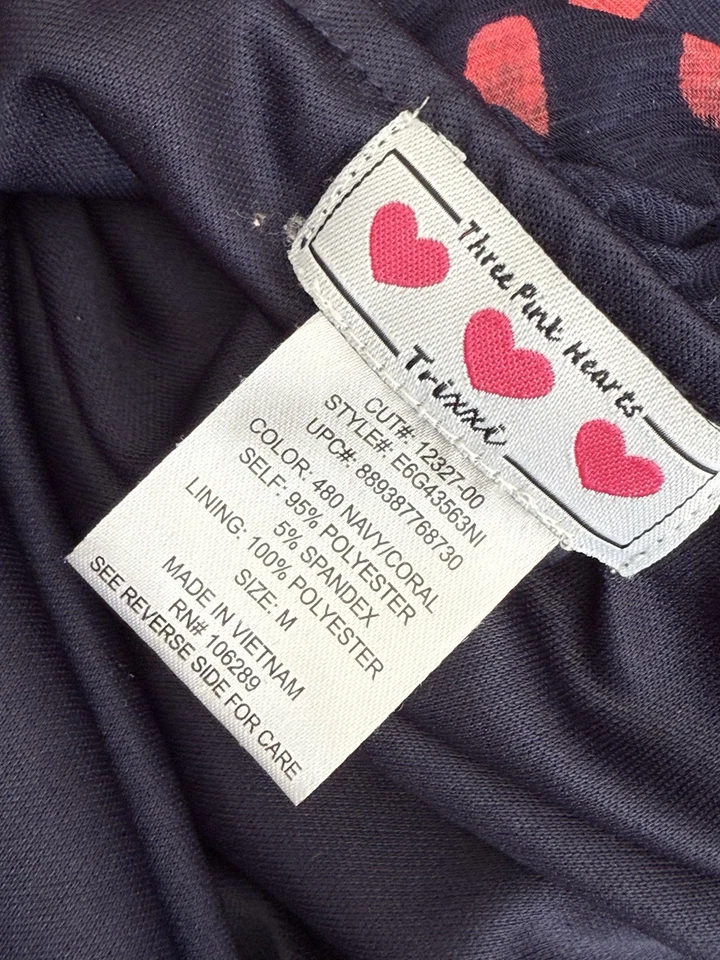 Three Pink Hearts
Trixxi
CUT#: 12327-00
STYLE#: E6G43563NI
UPC#: 889387768730
COLOR: 480 NAVY/CORAL
SELF: 95% POLYESTER
5% SPANDEX
LINING: 100% POLYESTER
SIZE: M
MADE IN VIETNAM
RN# 106289
SEE REVERSE SIDE FOR CARE